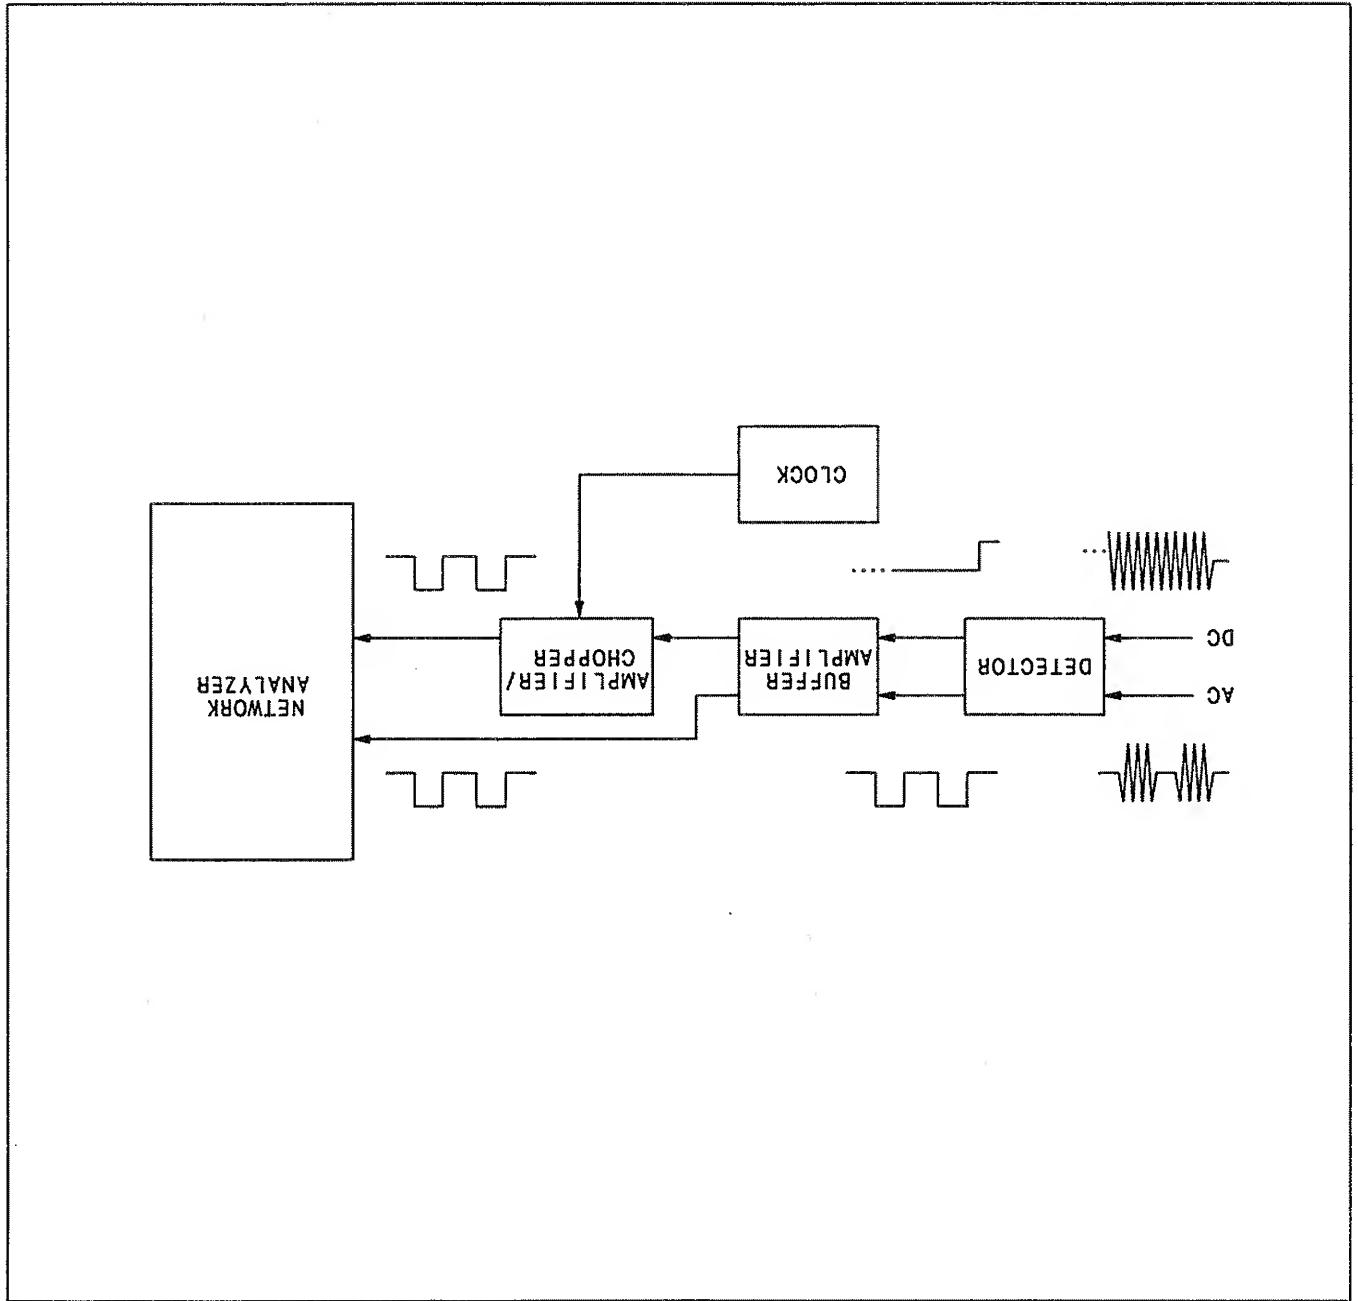 AC
DC
DETECTOR
BUFFER
AMPLIFIER
AMPLIFIER/
CHOPPER
NETWORK
ANALYZER
CLOCK